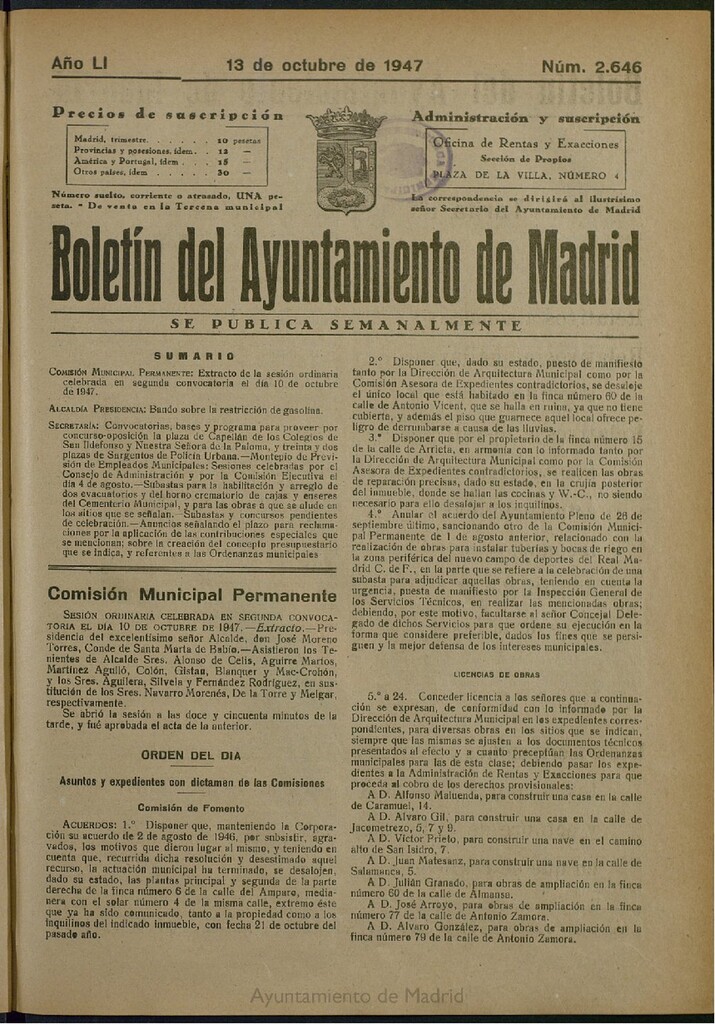 Año LI
13 de octubre de 1947
Núm. 2.646
Precios de suscripción
Madrid, trimestre. . . . . . 10 pesetas
Provincias y posesiones, ídem. . 12 —
América y Portugal, ídem . . . 15 —
Otros países, ídem . . . . . 30 —
Número suelto, corriente o atrasado, UNA pe-
seta. - De venta en la Tercena municipal
Administración y suscripción
Oficina de Rentas y Exacciones
Sección de Propios
PLAZA DE LA VILLA, NÚMERO 4
La correspondencia se dirigirá al ilustrísimo
señor Secretario del Ayuntamiento de Madrid
Boletín del Ayuntamiento de Madrid
SE PUBLICA SEMANALMENTE
SUMARIO
COMISIÓN MUNICIPAL PERMANENTE: Extracto de la sesión ordinaria
celebrada en segunda convocatoria el día 10 de octubre
de 1947.
ALCALDÍA PRESIDENCIA: Bando sobre la restricción de gasolina.
SECRETARÍA: Convocatorias, bases y programa para proveer por
concurso-oposición la plaza de Capellán de los Colegios de
San Ildefonso y Nuestra Señora de la Paloma, y treinta y dos
plazas de Sargentos de Policía Urbana.—Montepío de Previ-
sión de Empleados Municipales: Sesiones celebradas por el
Consejo de Administración y por la Comisión Ejecutiva el
día 4 de agosto.—Subastas para la habilitación y arreglo de
dos evacuatorios y del horno crematorio de cajas y enseres
del Cementerio Municipal, y para las obras a que se alude en
los sitios que se señalan.—Subastas y concursos pendientes
de celebración.—Anuncios señalando el plazo para reclama-
ciones por la aplicación de las contribuciones especiales que
se mencionan; sobre la creación del concepto presupuestario
que se indica, y referentes a las Ordenanzas municipales
Comisión Municipal Permanente
SESIÓN ORDINARIA CELEBRADA EN SEGUNDA CONVOCA-
TORIA EL DÍA 10 DE OCTUBRE DE 1947.—Extracto.—Pre-
sidencia del excelentísimo señor Alcalde, don José Moreno
Torres, Conde de Santa Marta de Babío.—Asistieron los Te-
nientes de Alcalde Sres. Alonso de Celis, Aguirre Martos,
Martínez Agulló, Colón, Gistau, Blanquer y Mac-Crohón,
y los Sres. Aguilera, Silvela y Fernández Rodríguez, en sus-
titución de los Sres. Navarro Morenés, De la Torre y Melgar,
respectivamente.
Se abrió la sesión a las doce y cincuenta minutos de la
tarde, y fué aprobada el acta de la anterior.
ORDEN DEL DIA
Asuntos y expedientes con dictamen de las Comisiones
Comisión de Fomento
ACUERDOS: 1.º Disponer que, manteniendo la Corpora-
ción su acuerdo de 2 de agosto de 1946, por subsistir, agra-
vados, los motivos que dieron lugar al mismo, y teniendo en
cuenta que, recurrida dicha resolución y desestimado aquel
recurso, la actuación municipal ha terminado, se desalojen,
dado su estado, las plantas principal y segunda de la parte
derecha de la finca número 6 de la calle del Amparo, media-
nera con el solar número 4 de la misma calle, extremo éste
que ya ha sido comunicado, tanto a la propiedad como a los
inquilinos del indicado inmueble, con fecha 21 de octubre del
pasado año.
2.º Disponer que, dado su estado, puesto de manifiesto
tanto por la Dirección de Arquitectura Municipal como por la
Comisión Asesora de Expedientes contradictorios, se desaloje
el único local que está habitado en la finca número 60 de la
calle de Antonio Vicent, que se halla en ruina, ya que no tiene
cubierta, y además el piso que guarnece aquel local ofrece pe-
ligro de derrumbarse a causa de las lluvias.
3.º Disponer que por el propietario de la finca número 15
de la calle de Arrieta, en armonía con lo informado tanto por
la Dirección de Arquitectura Municipal como por la Comisión
Asesora de Expedientes contradictorios, se realicen las obras
de reparación precisas, dado su estado, en la crujía posterior
del inmueble, donde se hallan las cocinas y W.-C., no siendo
necesario para ello desalojar a los inquilinos.
4.º Anular el acuerdo del Ayuntamiento Pleno de 26 de
septiembre último, sancionando otro de la Comisión Munici-
pal Permanente de 1 de agosto anterior, relacionado con la
realización de obras para instalar tuberías y bocas de riego en
la zona periférica del nuevo campo de deportes del Real Ma-
drid C. de F., en la parte que se refiere a la celebración de una
subasta para adjudicar aquellas obras, teniendo en cuenta la
urgencia, puesta de manifiesto por la Inspección General de
los Servicios Técnicos, en realizar las mencionadas obras;
debiendo, por este motivo, facultarse al señor Concejal Dele-
gado de dichos Servicios para que ordene su ejecución en la
forma que considere preferible, dados los fines que se persi-
guen y la mejor defensa de los intereses municipales.
LICENCIAS DE OBRAS
5.º a 24. Conceder licencia a los señores que a continua-
ción se expresan, de conformidad con lo informado por la
Dirección de Arquitectura Municipal en los expedientes corres-
pondientes, para diversas obras en los sitios que se indican,
siempre que las mismas se ajusten a los documentos técnicos
presentados al efecto y a cuanto preceptúan las Ordenanzas
municipales para las de esta clase; debiendo pasar los expe-
dientes a la Administración de Rentas y Exacciones para que
proceda al cobro de los derechos provisionales:
A D. Alfonso Maluenda, para construir una casa en la calle
de Caramuel, 14.
A D. Alvaro Gil, para construir una casa en la calle de
Jacometrezo, 5, 7 y 9.
A D. Víctor Prieto, para construir una nave en el camino
alto de San Isidro, 7.
A D. Juan Matesanz, para construir una nave en la calle de
Salamanca, 5.
A D. Julián Granado, para obras de ampliación en la finca
número 60 de la calle de Almansa.
A D. José Arroyo, para obras de ampliación en la finca
número 77 de la calle de Antonio Zamora.
A D. Alvaro González, para obras de ampliación en la
finca número 79 de la calle de Antonio Zamora.
Ayuntamiento de Madrid